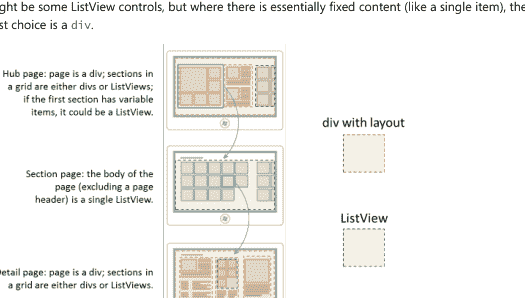 ght be some ListView controls, but where there is essentially fixed content (like a single item), the
st choice is a div.
Hub page: page is a div; sections in
a grid are either divs or ListViews;
if the first section has variable
items, it could be a ListView.
div with layout
Section page: the body of the
page (excluding a page
header) is a single ListView.
ListView
etail page: page is a div; sections in
a grid are either divs or ListViews.